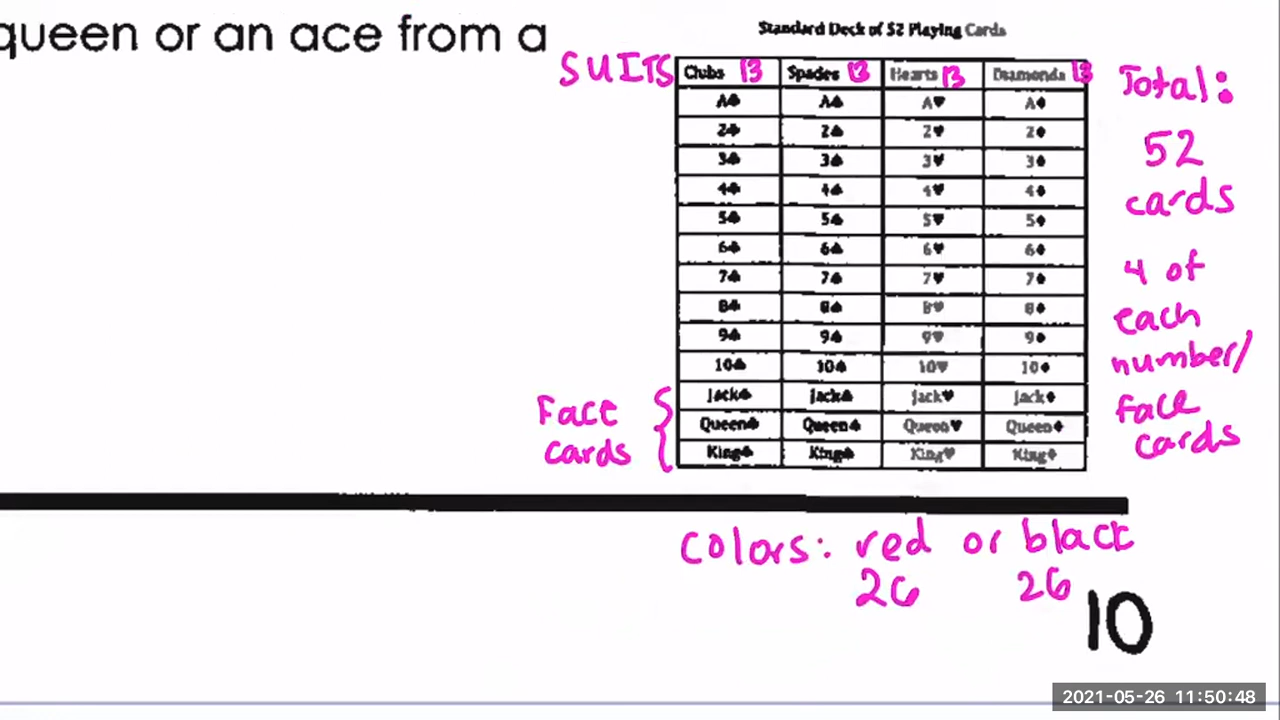 queen or an ace from a
Standard Deck of 52 Playing Cards
SUITS
Clubs 13 Spades 13 Hearts 13 Diamonds 13
A♣ A♠ A♥ A♦
2♣ 2♠ 2♥ 2♦
3♣ 3♠ 3♥ 3♦
4♣ 4♠ 4♥ 4♦
5♣ 5♠ 5♥ 5♦
6♣ 6♠ 6♥ 6♦
7♣ 7♠ 7♥ 7♦
8♣ 8♠ 8♥ 8♦
9♣ 9♠ 9♥ 9♦
10♣ 10♠ 10♥ 10♦
Jack♣ Jack♠ Jack♥ Jack♦
Queen♣ Queen♠ Queen♥ Queen♦
King♣ King♠ King♥ King♦
Face
cards
Total:
52
cards
4 of
each
number/
face
cards
colors: red or black
26 26
10
2021-05-26 11:50:48